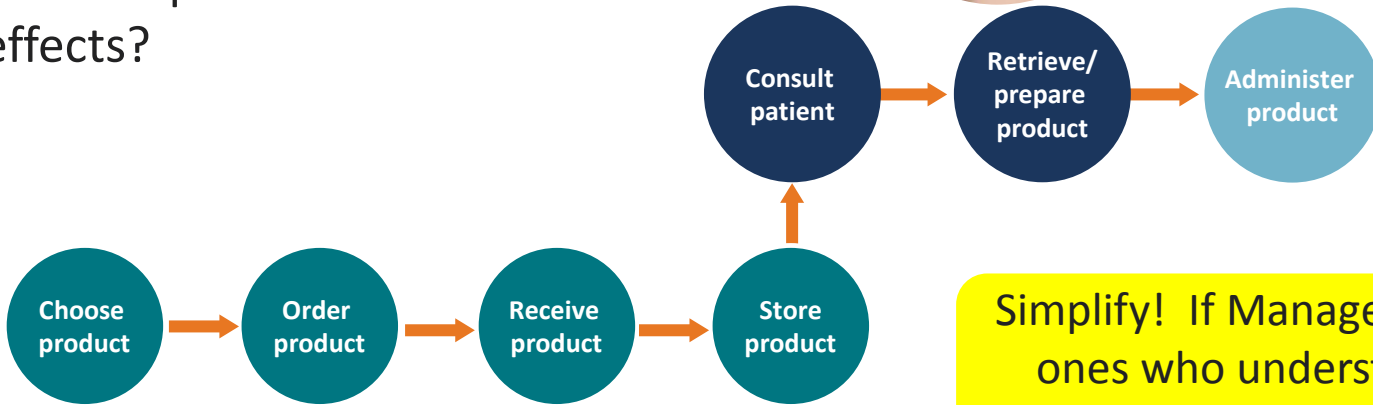 effects?
Consult
patient
Retrieve/
prepare
product
Administer
product
Choose
product
Order
product
Receive
product
Store
product
Simplify! If Manage
ones who underst